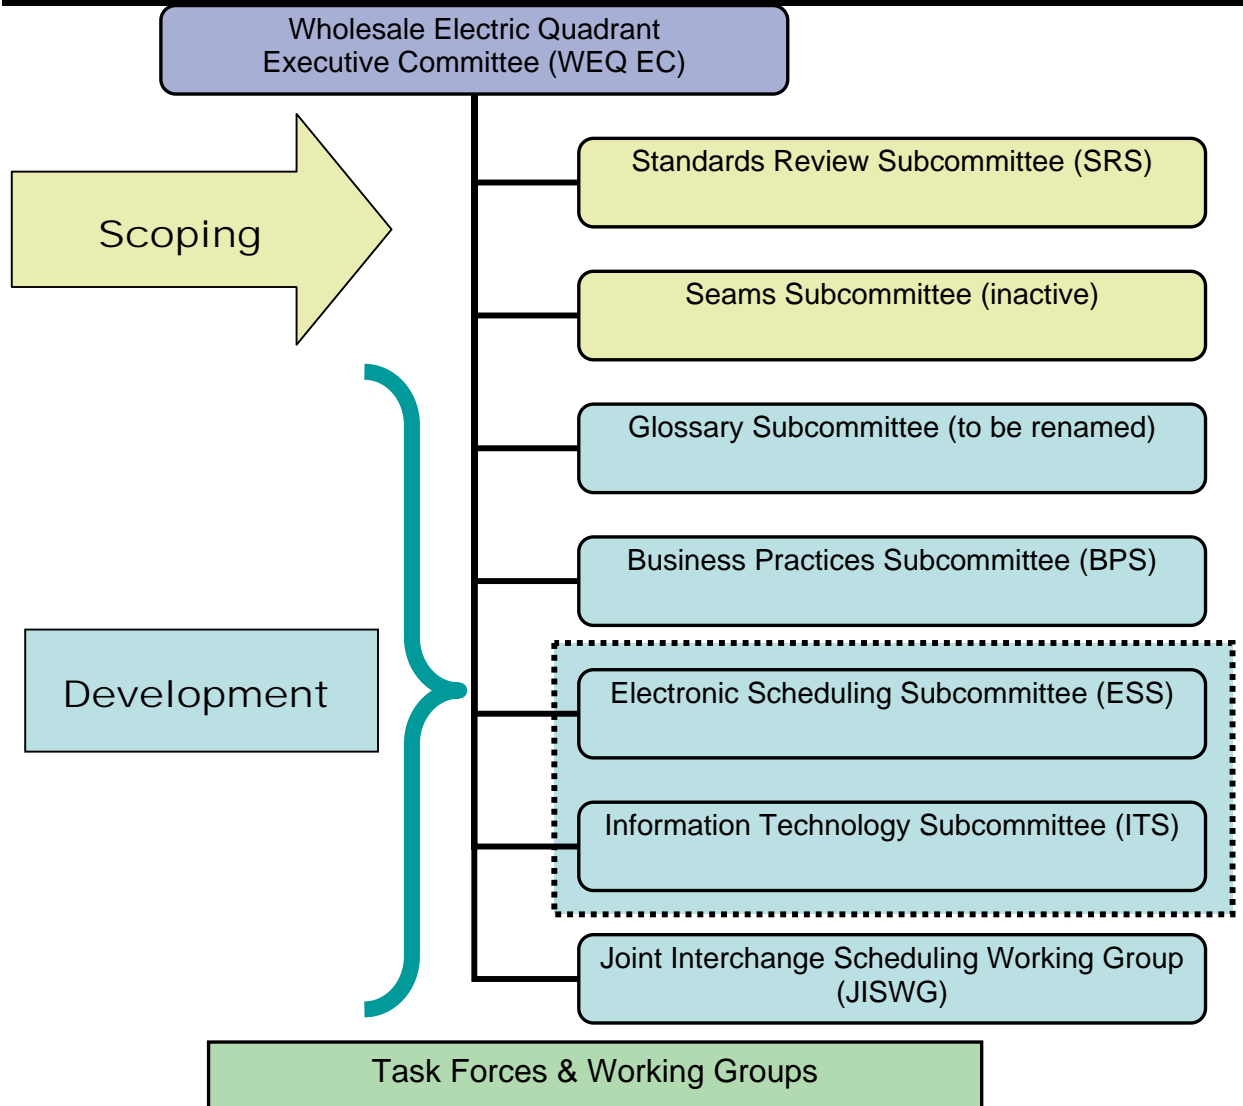 Wholesale Electric Quadrant
Executive Committee (WEQ EC)
Standards Review Subcommittee (SRS)
Scoping
Seams Subcommittee (inactive)
Glossary Subcommittee (to be renamed)
Business Practices Subcommittee (BPS)
Development
Electronic Scheduling Subcommittee (ESS)
Information Technology Subcommittee (ITS)
Joint Interchange Scheduling Working Group
(JISWG)
Task Forces & Working Groups